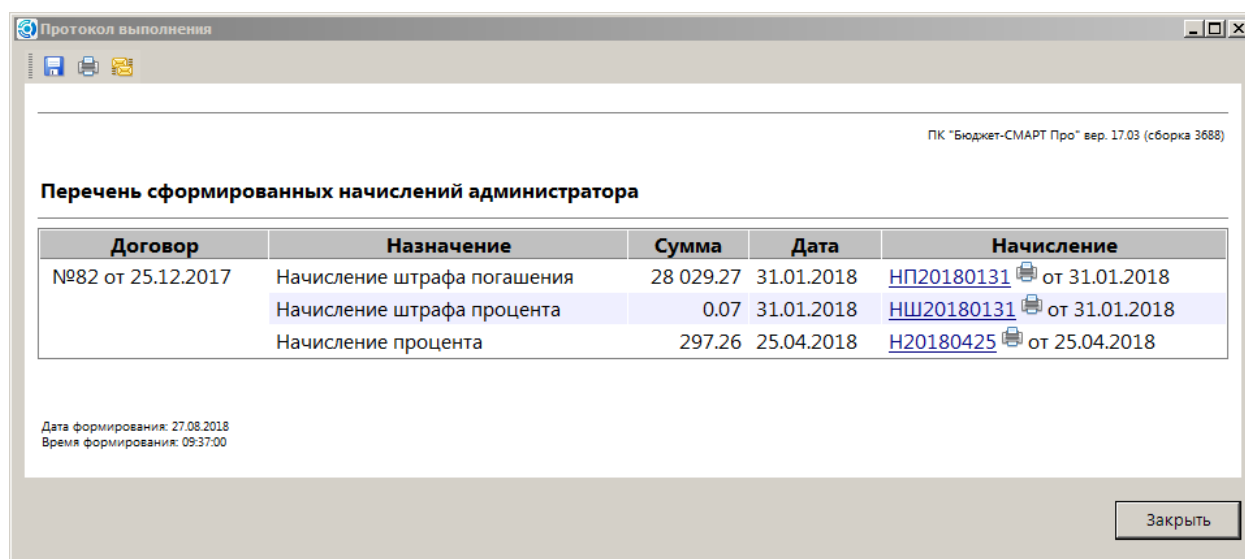 Протокол выполнения
ПК "Бюджет-СМАРТ Про" вер. 17.03 (сборка 3688)
Перечень сформированных начислений администратора
Договор Назначение Сумма Дата Начисление
№82 от 25.12.2017 Начисление штрафа погашения 28 029.27 31.01.2018 НП20180131 от 31.01.2018
Начисление штрафа процента 0.07 31.01.2018 НШ20180131 от 31.01.2018
Начисление процента 297.26 25.04.2018 Н20180425 от 25.04.2018
Дата формирования: 27.08.2018
Время формирования: 09:37:00
Закрыть